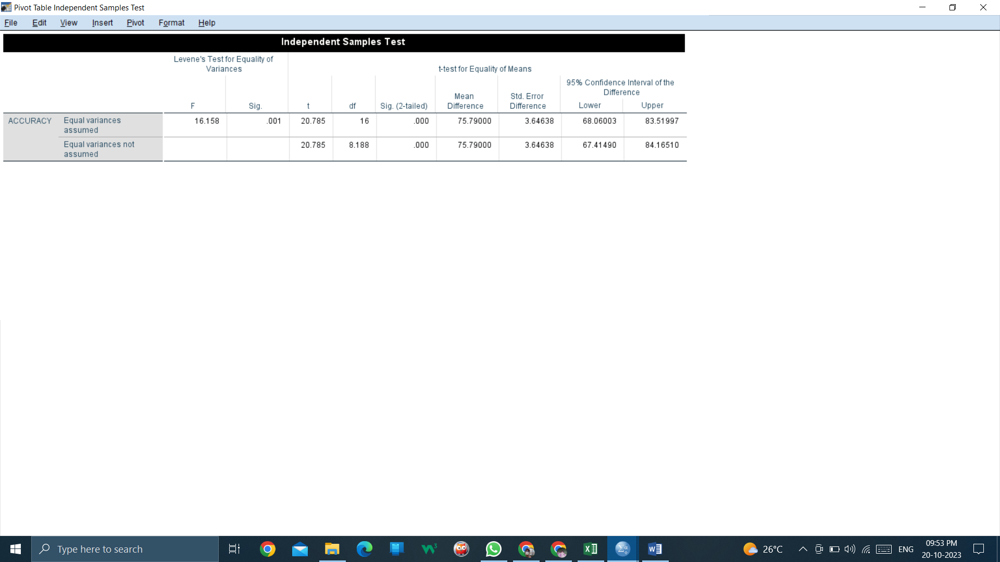 Pivot Table Independent Samples Test
File Edit View Insert Pivot Format Help
Independent Samples Test
Levene's Test for Equality of
Variances
t-test for Equality of Means
95% Confidence Interval of the
Difference
Mean
Difference
Std. Error
Difference
F Sig. t df Sig. (2-tailed) Lower Upper
ACCURACY Equal variances
assumed
16.158 .001 20.785 16 .000 75.79000 3.64638 68.06003 83.51997
Equal variances not
assumed
20.785 8.188 .000 75.79000 3.64638 67.41490 84.16510
Type here to search
26°C
ENG
09:53 PM
20-10-2023